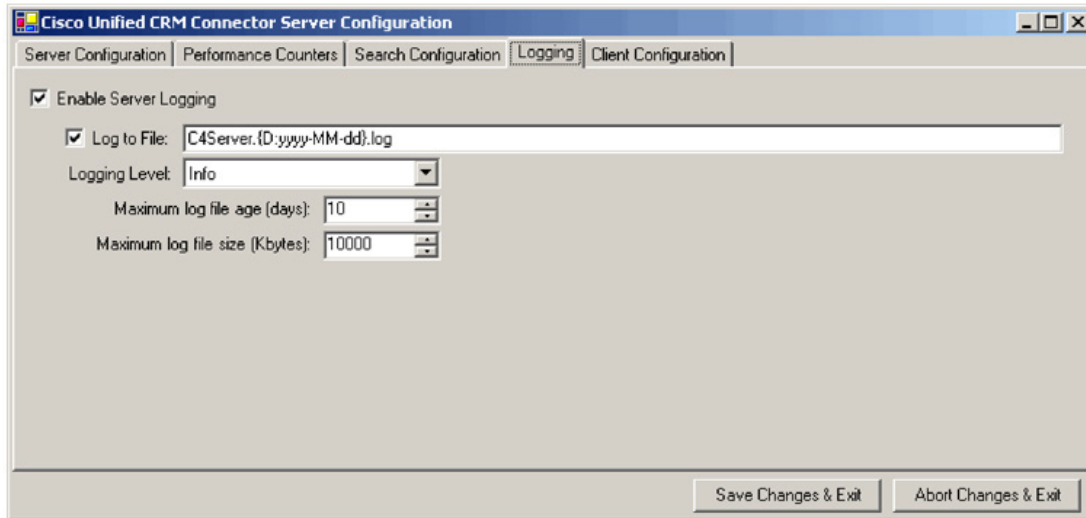 Cisco Unified CRM Connector Server Configuration
Server Configuration Performance Counters Search Configuration Logging Client Configuration
Enable Server Logging
Log to File: C4Server.{D:yyyy-MM-dd}.log
Logging Level: Info
Maximum log file age (days): 10
Maximum log file size (Kbytes): 10000
Save Changes & Exit Abort Changes & Exit